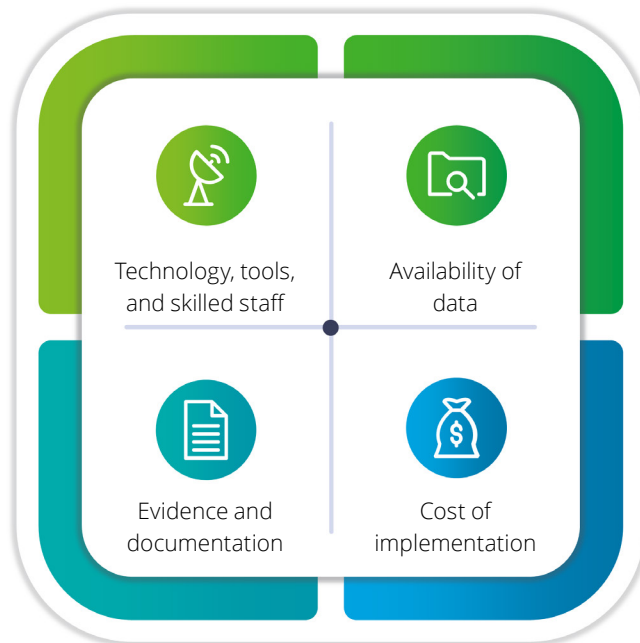 Technology, tools,
and skilled staff
Availability of
data
$
Evidence and
documentation
Cost of
implementation